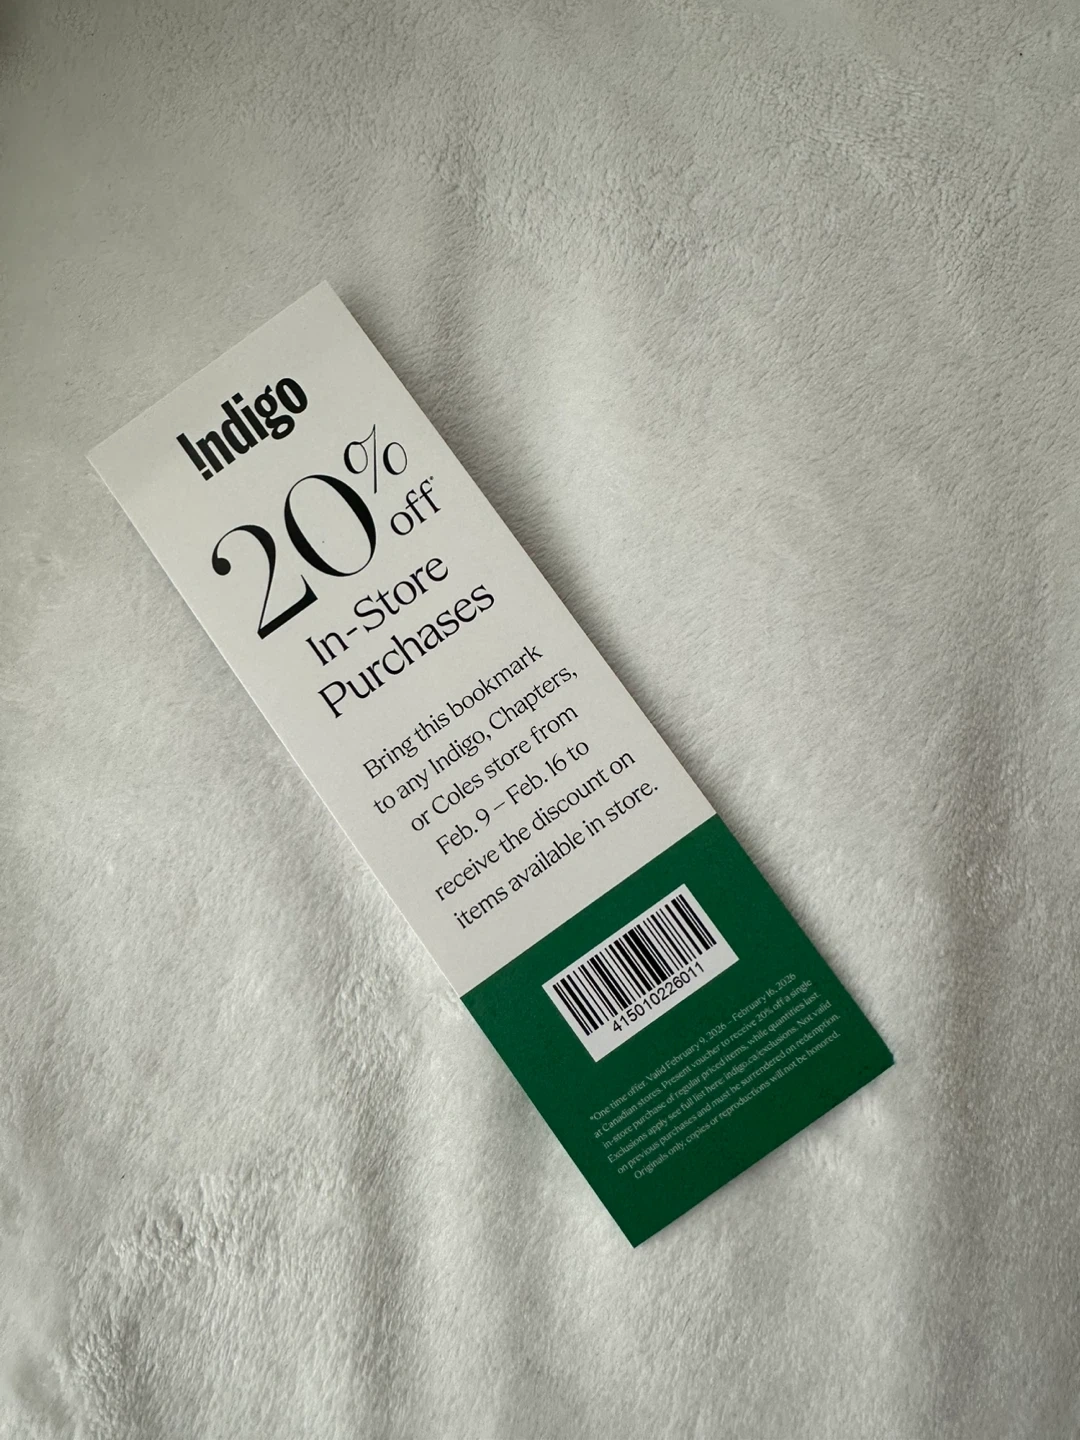 Indigo
20% off*
In-Store
Purchases
Bring this bookmark
to any Indigo, Chapters,
or Coles store from
Feb. 9 – Feb. 16 to
receive the discount on
items available in store.
415010226011
*One time offer. Valid February 9, 2026 – February 16, 2026
at Canadian stores. Present voucher to receive 20% off a single
in-store purchase of regular priced items, while quantities last.
Exclusions apply see full list here: indigo.ca/exclusions. Not valid
on previous purchases and must be surrendered on redemption.
Originals only, copies or reproductions will not be honored.